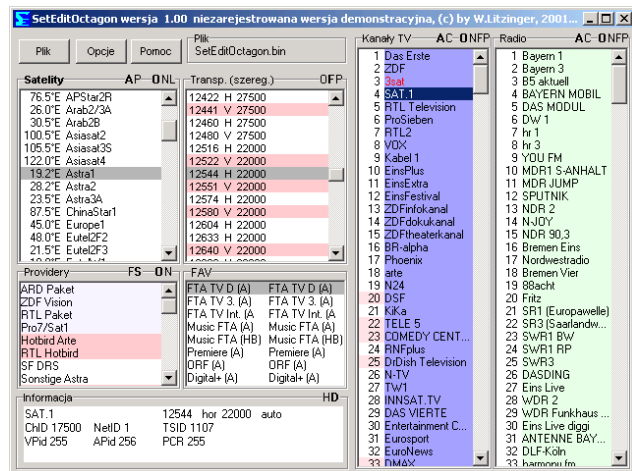 SetEditOctagon wersja 1.00 niezarejestrowana wersja demonstracyjna, (c) by W.Litzinger, 2001...
Plik
Opcje
Pomoc
Plik
SetEditOctagon.bin
Satelity AP ONL
76.5°E APStar2R
26.0°E Arab2/3A
30.5°E Arab2B
100.5°E Asiasat2
105.5°E Asiasat3S
122.0°E Asiasat4
19.2°E Astra1
28.2°E Astra2
23.5°E Astra3A
87.5°E ChinaStar1
45.0°E Europe1
48.0°E Eutel2F2
21.5°E Eutel2F3
Transp. (szereg.) OFP
12422 H 27500
12441 V 27500
12460 H 27500
12480 V 27500
12516 H 22000
12522 V 22000
12544 H 22000
12551 V 22000
12574 H 22000
12580 V 22000
12604 H 22000
12633 H 22000
12640 V 22000
Providery FS ON
ARD Paket
ZDF Vision
RTL Paket
Pro7/Sat1
Hotbird Arte
RTL Hotbird
SF DRS
Sonstige Astra
FAV
FTA TV D (A) FTA TV D (A)
FTA TV 3. (A) FTA TV 3. (A)
FTA TV Int. (A FTA TV Int. (A
Music FTA (A) Music FTA (A)
Music FTA (HB) Music FTA (HB)
Premiere (A) Premiere (A)
ORF (A) ORF (A)
Digital+ (A) Digital+ (A)
Informacja HD
SAT.1 12544 hor 22000 auto
ChID 17500 NetID 1 TSID 1107
VPid 255 APid 256 PCR 255
Kanały TV AC ONFP
1 Das Erste
2 ZDF
3 3sat
4 SAT.1
5 RTL Television
6 ProSieben
7 RTL2
8 VOX
9 Kabel 1
10 EinsPlus
11 EinsExtra
12 EinsFestival
13 ZDFinfokanal
14 ZDFdokukanal
15 ZDFtheaterkanal
16 BR-alpha
17 Phoenix
18 arte
19 N24
20 DSF
21 KiKa
22 TELE 5
23 COMEDY CENT...
24 RNFplus
25 DrDish Television
26 N-TV
27 TW1
28 INNSAT.TV
29 DAS VIERTE
30 Entertainment C...
31 Eurosport
32 EuroNews
33 DMAX
Radio AC ONFP
1 Bayern 1
2 Bayern 3
3 B5 aktuell
4 BAYERN MOBIL
5 DAS MODUL
6 DW 1
7 hr 1
8 hr 3
9 YOU FM
10 MDR1 S-ANHALT
11 MDR JUMP
12 SPUTNIK
13 NDR 2
14 N-JOY
15 NDR 90,3
16 Bremen Eins
17 Nordwestradio
18 Bremen Vier
19 88acht
20 Fritz
21 SR1 (Europawelle)
22 SR3 (Saarlandw...
23 SWR1 BW
24 SWR1 RP
25 SWR3
26 DASDING
27 Eins Live
28 WDR 2
29 WDR Funkhaus ...
30 Eins Live diggi
31 ANTENNE BAY...
32 DLF-Köln
33 harmony fm